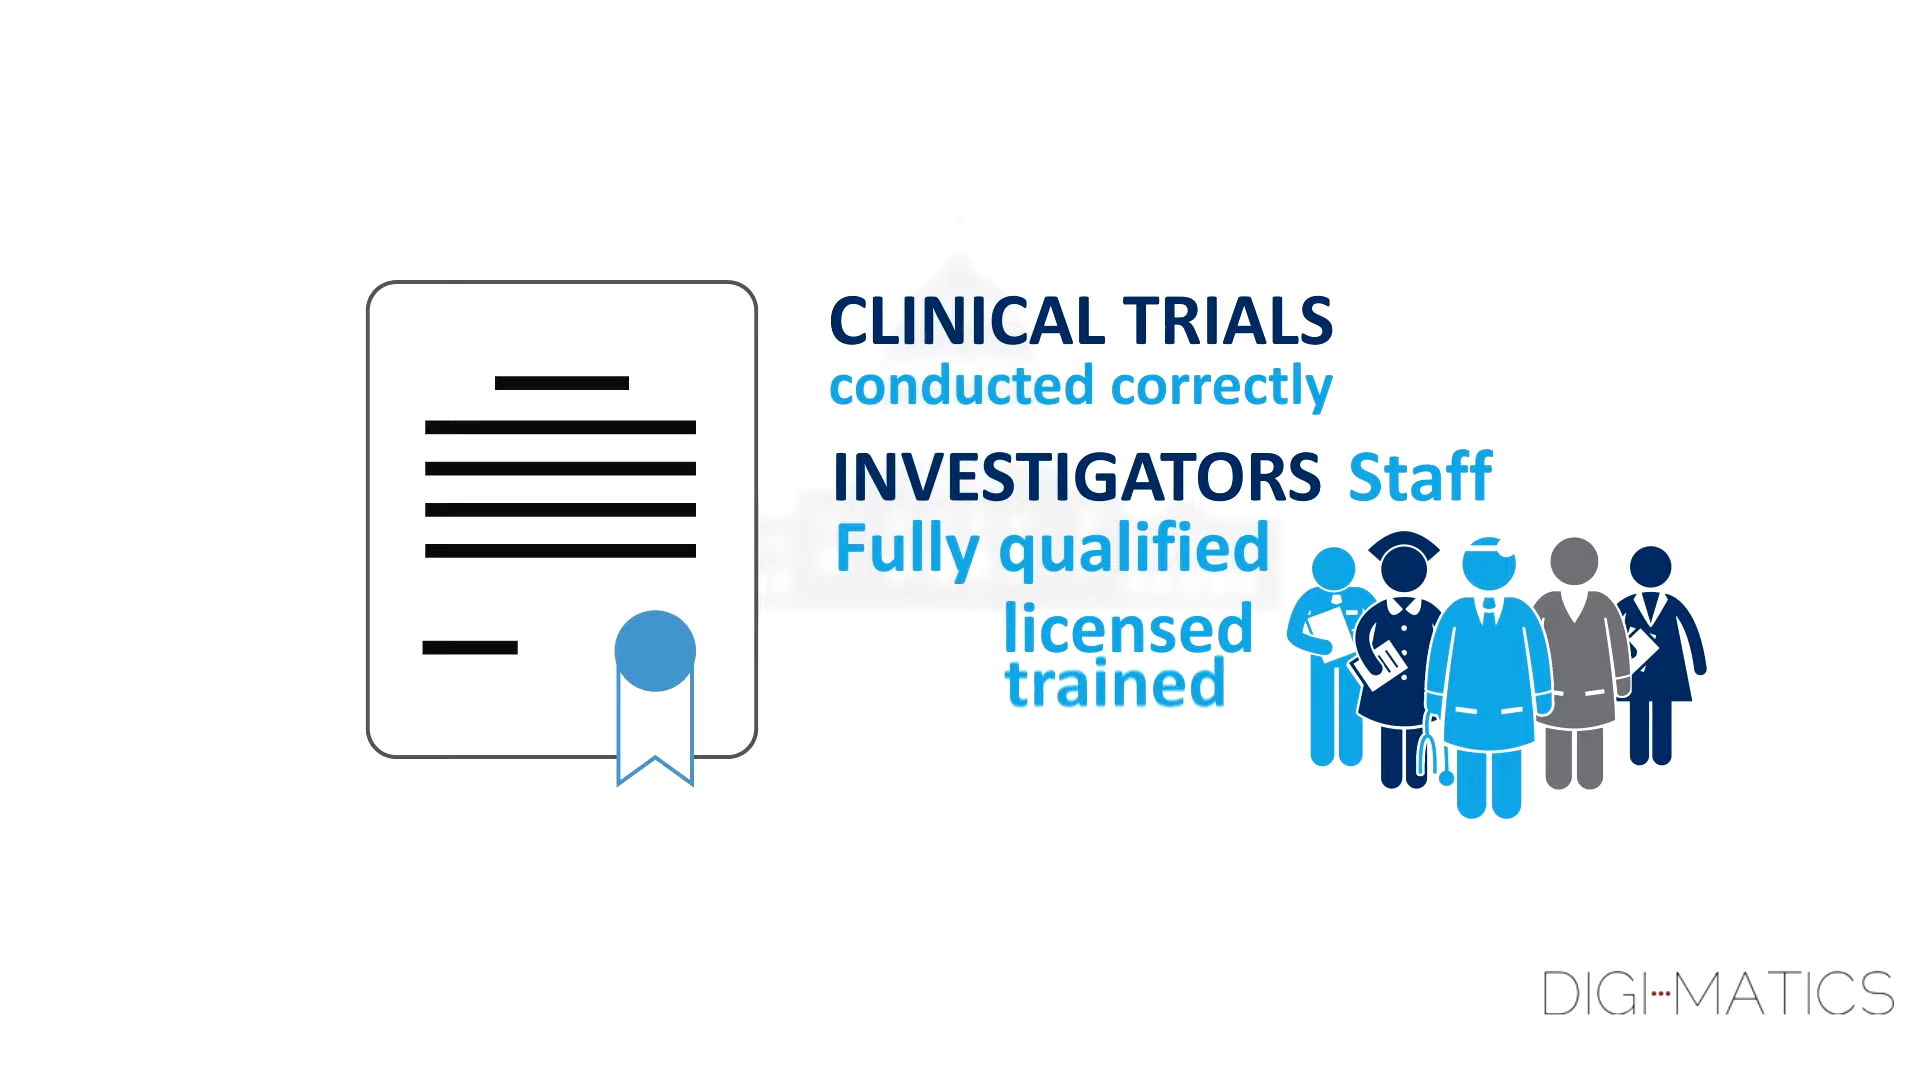 CLINICAL TRIALS
conducted correctly
INVESTIGATORS Staff
Fully qualified
licensed
trained
DIGI•••MATICS